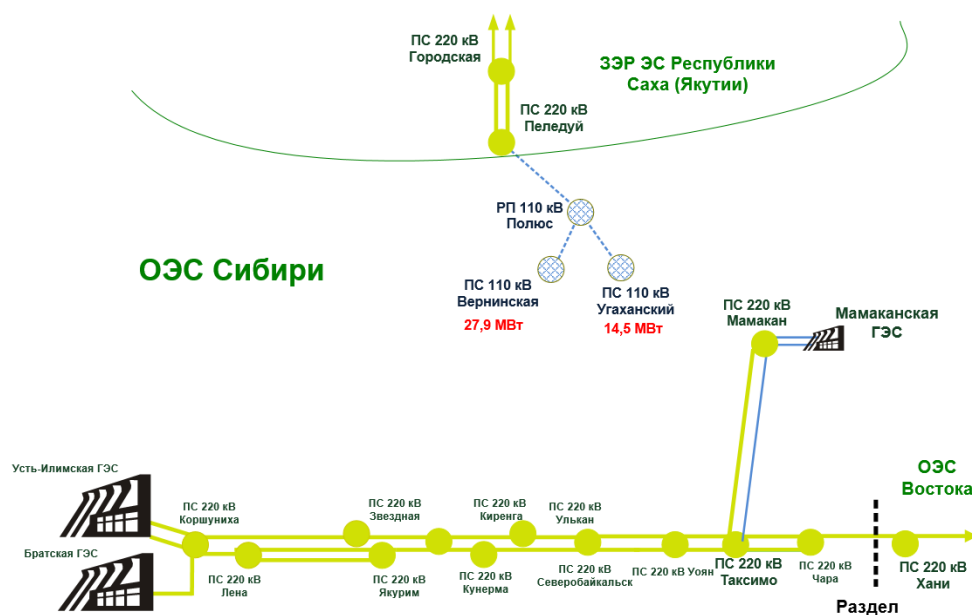 ПС 220 кВ
Городская
ЗЭР ЭС Республики
Саха (Якутии)
ПС 220 кВ
Пеледуй
РП 110 кВ
Полюс
ОЭС Сибири
ПС 110 кВ
Вернинская
27,9 МВт
ПС 110 кВ
Угаханский
14,5 МВт
ПС 220 кВ
Мамакан
Мамаканская
ГЭС
Усть-Илимская ГЭС
Братская ГЭС
ПС 220 кВ
Коршуниха
ПС 220 кВ
Звездная
ПС 220 кВ
Киренга
ПС 220 кВ
Улькан
ОЭС
Востока
ПС 220 кВ
Лена
ПС 220 кВ
Якурим
ПС 220 кВ
Кунерма
ПС 220 кВ
Северобайкальск
ПС 220 кВ Уоян
ПС 220 кВ
Таксимо
ПС 220 кВ
Чара
ПС 220 кВ
Хани
Раздел